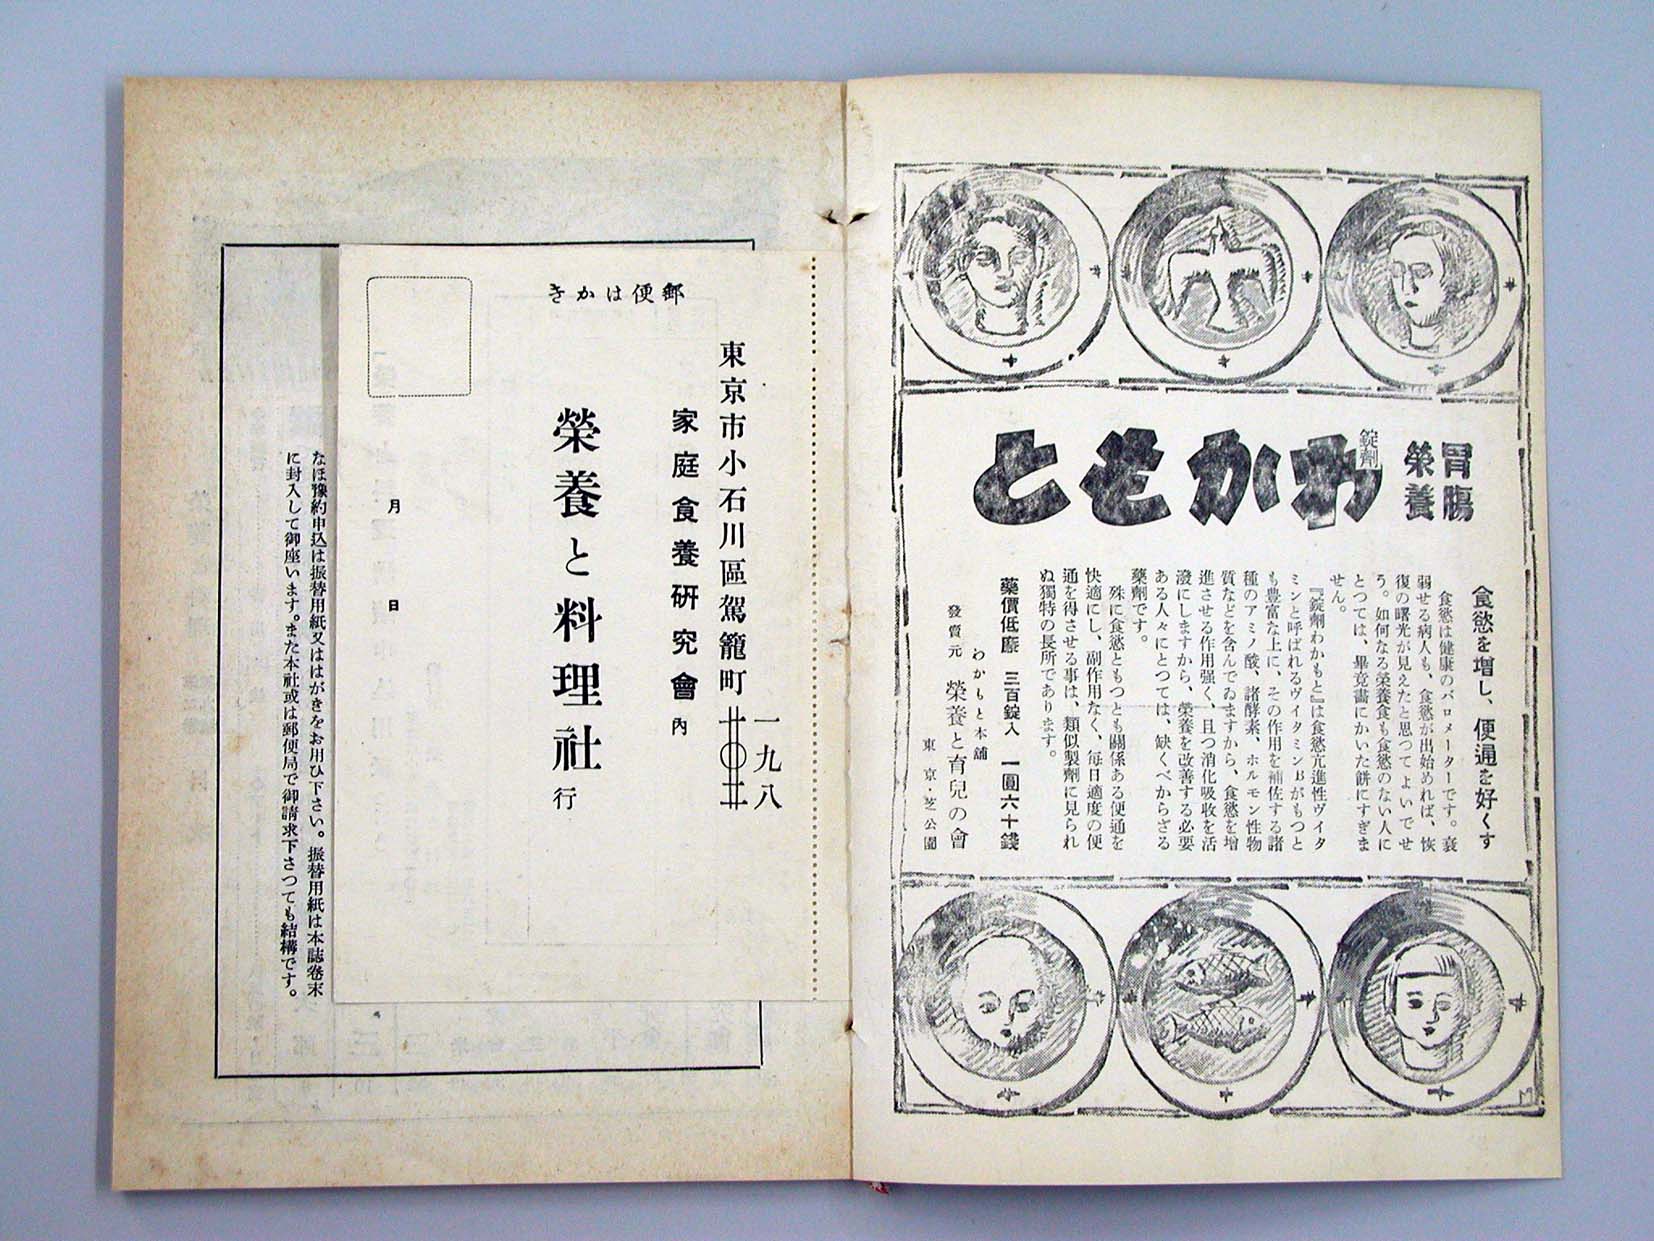 胃腸
榮養
錠劑
わかもと
食慾を增し、便通を好くす
食慾は健康のバロメーターです。衰
弱せる病人も、食慾が出始めれば、恢
復の曙光が見えたと思つてよいでせ
う。如何なる榮養食も食慾のない人に
とつては、畢竟畫にかいた餅にすぎま
せん。
『錠劑わかもと』は食慾亢進性ヴイタ
ミンと呼ばれるヴイタミンBがもつと
も豊富な上に、その作用を補佐する諸
種のアミノ酸、諸酵素、ホルモン性物
質などを含んでゐますから、食慾を增
進させる作用强く、且つ消化吸收を活
潑にしますから、榮養を改善する必要
ある人々にとつては、缺くべからざる
藥劑です。
殊に食慾ともつとも關係ある便通を
快適にし、副作用なく、每日適度の便
通を得させる事は、類似製劑に見られ
ぬ獨特の長所であります。
藥價低廉 三百錠入 一圓六十錢
わかもと本舖
發賣元 榮養と育兒の會
東京・芝公園
郵便はかき
東京市小石川區駕籠町
一九八
家庭食養研究會內
榮養と料理社行
月 日
なほ豫約申込は振替用紙又ははがきをお用ひ下さい。振替用紙は本誌卷末
に封入して御座います。また本社或は郵便局で御請求下さつても結構です。